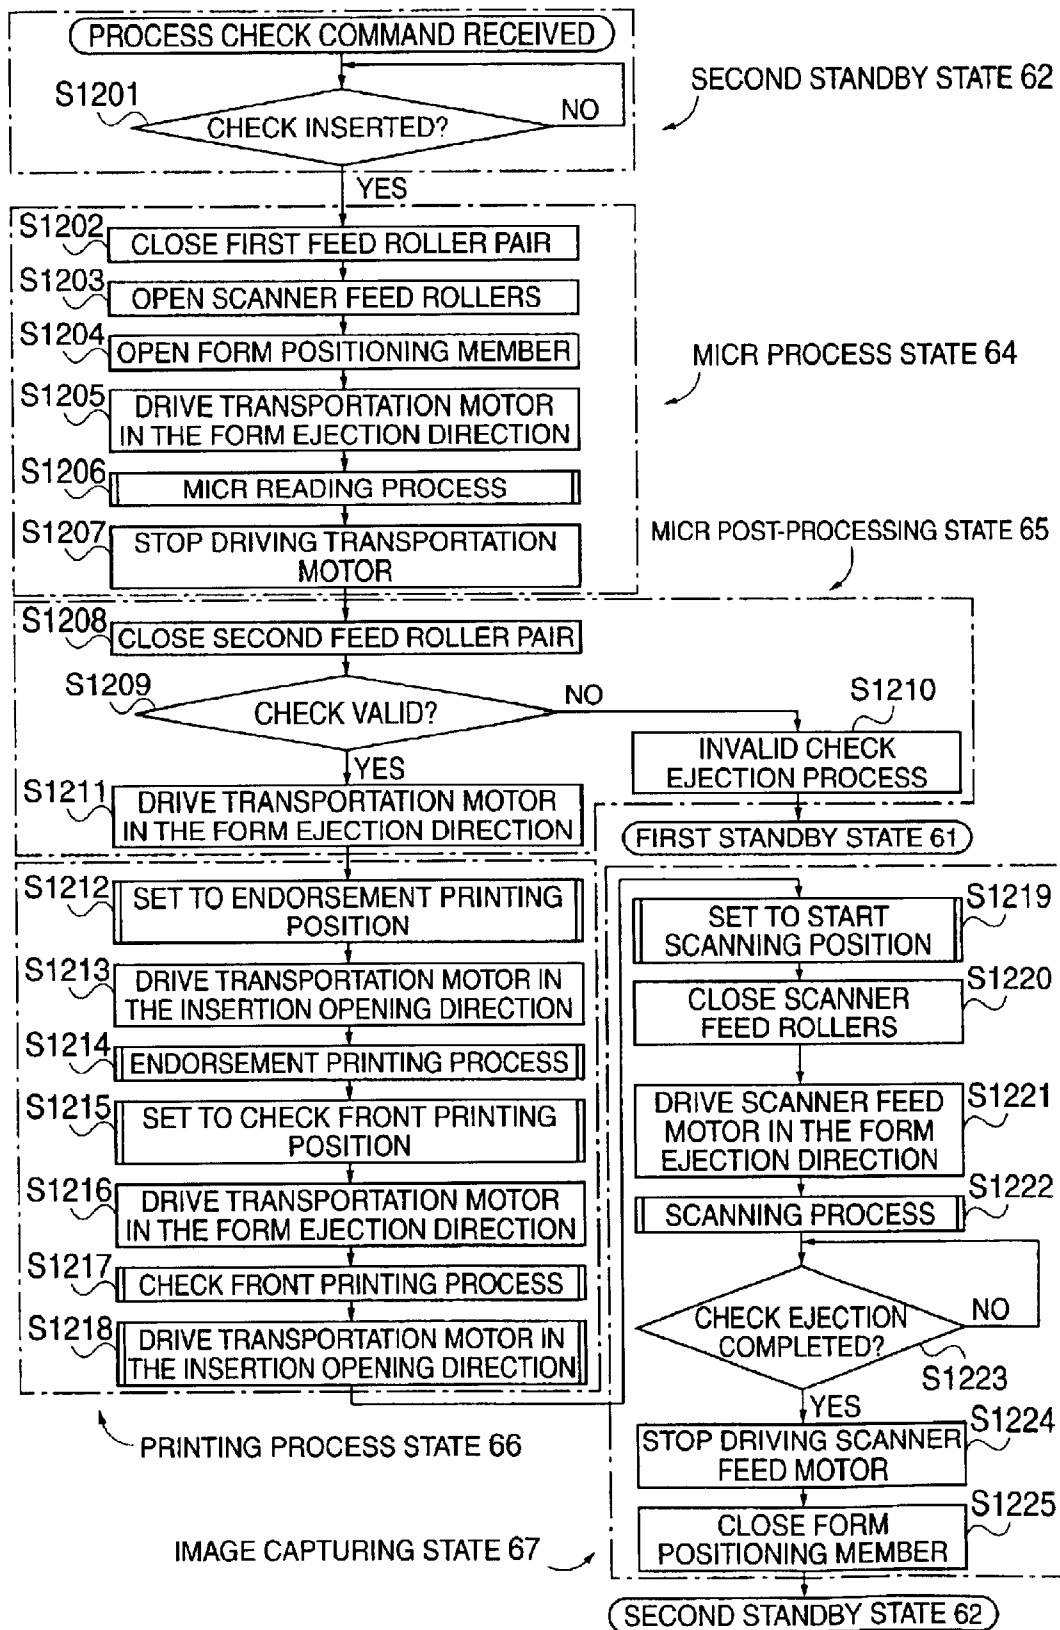 PROCESS CHECK COMMAND RECEIVED
S1201
CHECK INSERTED?
NO
YES
SECOND STANDBY STATE 62
S1202
CLOSE FIRST FEED ROLLER PAIR
S1203
OPEN SCANNER FEED ROLLERS
S1204
OPEN FORM POSITIONING MEMBER
S1205
DRIVE TRANSPORTATION MOTOR
IN THE FORM EJECTION DIRECTION
S1206
MICR READING PROCESS
S1207
STOP DRIVING TRANSPORTATION
MOTOR
MICR PROCESS STATE 64
MICR POST-PROCESSING STATE 65
S1208
CLOSE SECOND FEED ROLLER PAIR
S1209
CHECK VALID?
NO
YES
S1210
INVALID CHECK
EJECTION PROCESS
FIRST STANDBY STATE 61
S1211
DRIVE TRANSPORTATION MOTOR
IN THE FORM EJECTION DIRECTION
S1212
SET TO ENDORSEMENT PRINTING
POSITION
S1213
DRIVE TRANSPORTATION MOTOR IN
THE INSERTION OPENING DIRECTION
S1214
ENDORSEMENT PRINTING PROCESS
S1215
SET TO CHECK FRONT PRINTING
POSITION
S1216
DRIVE TRANSPORTATION MOTOR
IN THE FORM EJECTION DIRECTION
S1217
CHECK FRONT PRINTING PROCESS
S1218
DRIVE TRANSPORTATION MOTOR IN
THE INSERTION OPENING DIRECTION
PRINTING PROCESS STATE 66
S1219
SET TO START
SCANNING POSITION
S1220
CLOSE SCANNER
FEED ROLLERS
S1221
DRIVE SCANNER FEED
MOTOR IN THE FORM
EJECTION DIRECTION
S1222
SCANNING PROCESS
CHECK EJECTION
COMPLETED?
NO
S1223
YES
S1224
STOP DRIVING SCANNER
FEED MOTOR
S1225
CLOSE FORM
POSITIONING MEMBER
IMAGE CAPTURING STATE 67
SECOND STANDBY STATE 62